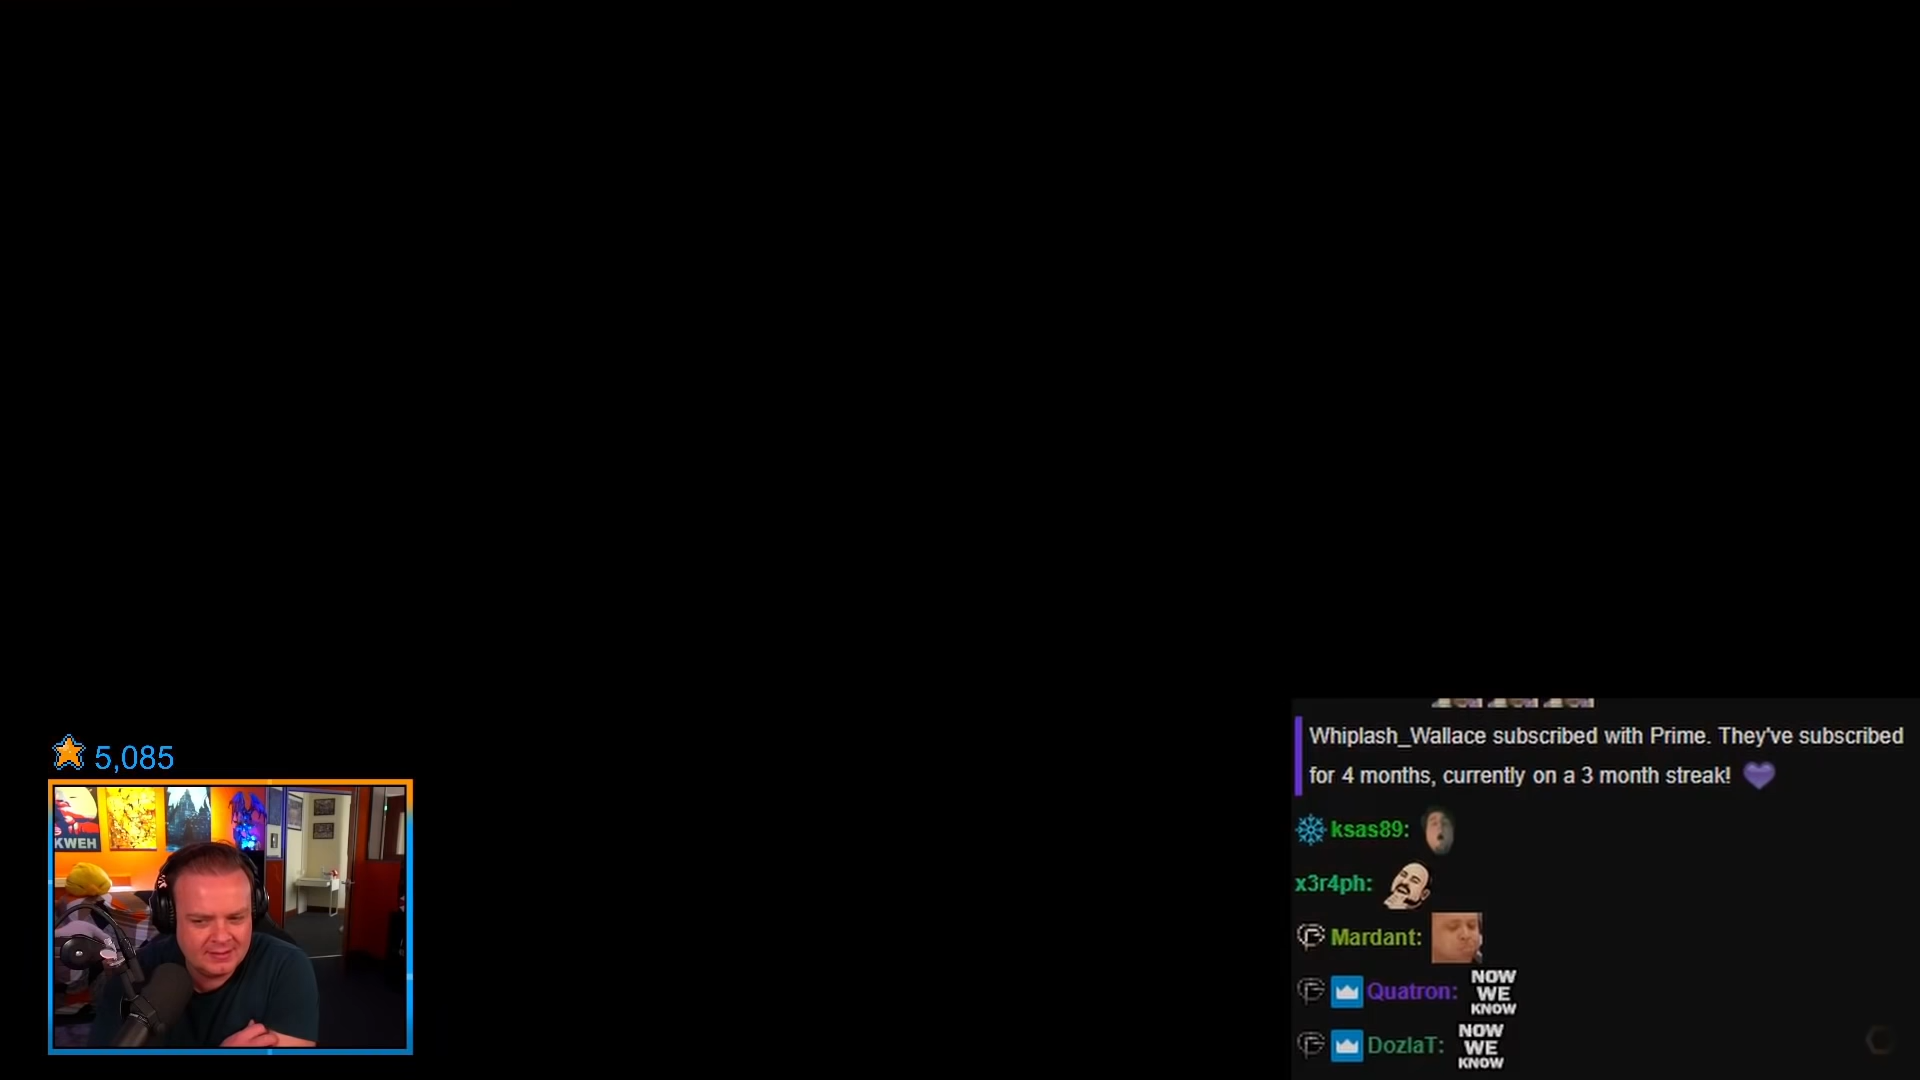 Whiplash_Wallace subscribed with Prime. They've subscribed
for 4 months, currently on a 3 month streak!
5,085
KWEH
ksas89:
x3r4ph:
Mardant:
Quatron: NOW
WE
KNOW
DozlaT: NOW
WE
KNOW